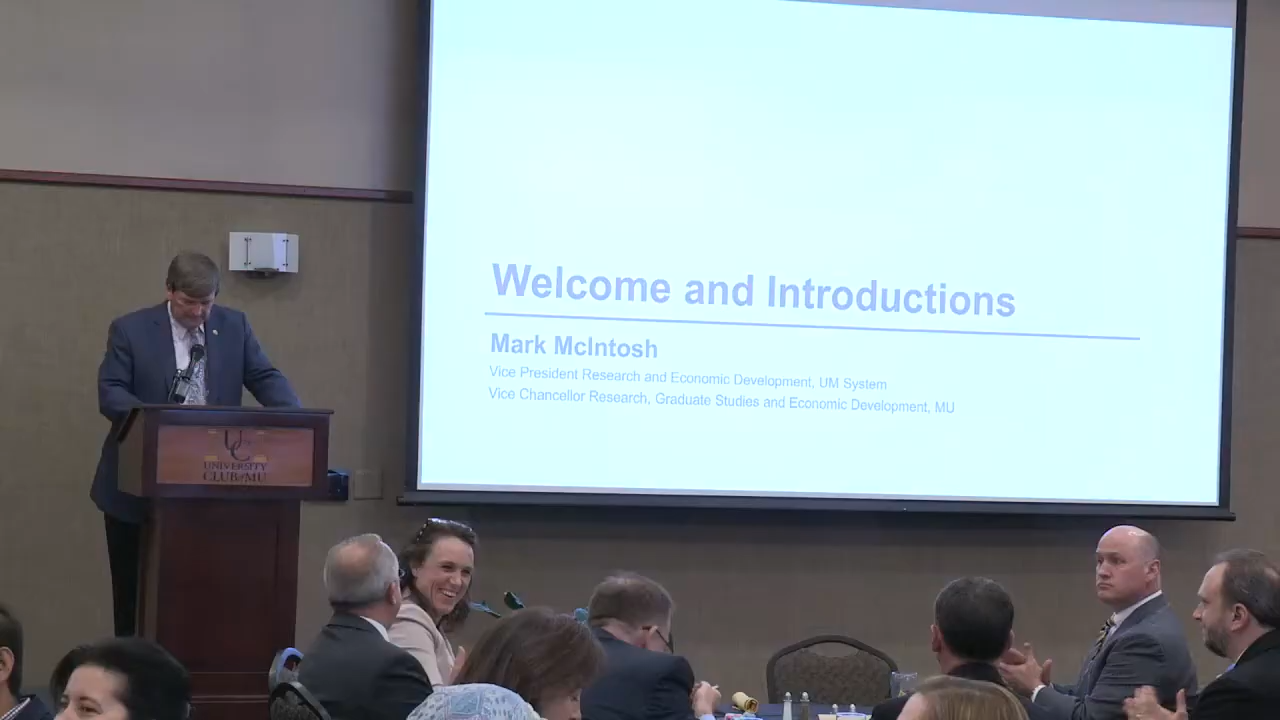 Welcome and Introductions
Mark McIntosh
Vice President Research and Economic Development, UM System
Vice Chancellor Research, Graduate Studies and Economic Development, MU
UC
UNIVERSITY
CLUB of MU